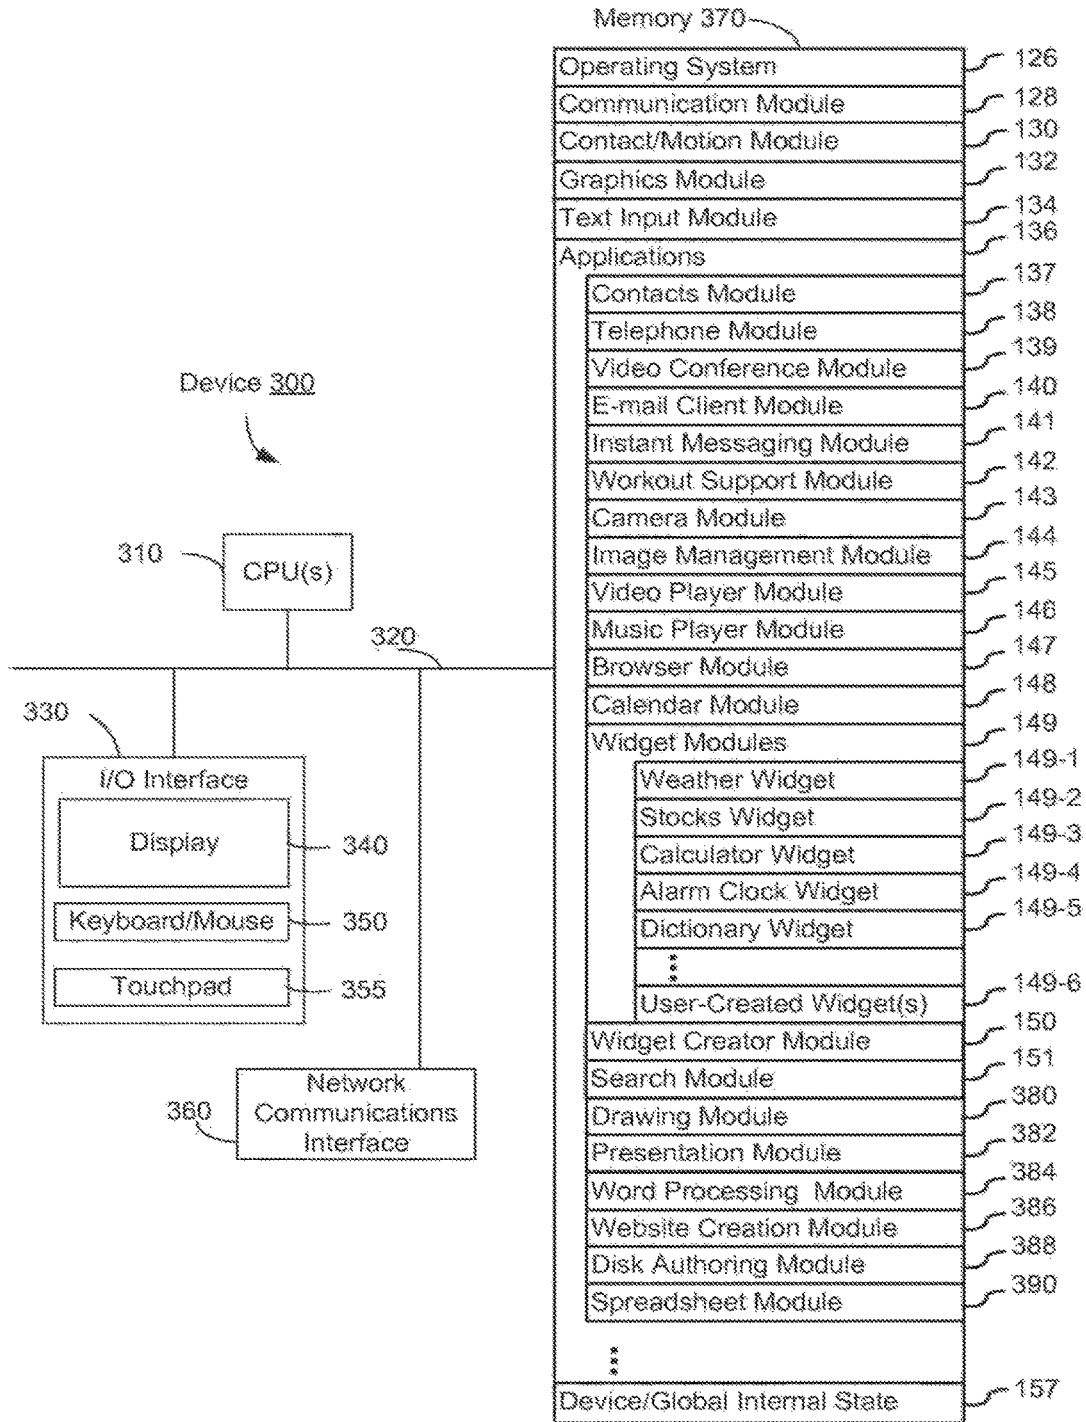 Memory 370
Operating System 126
Communication Module 128
Contact/Motion Module 130
Graphics Module 132
Text Input Module 134
Applications 136
Contacts Module 137
Telephone Module 138
Video Conference Module 139
E-mail Client Module 140
Instant Messaging Module 141
Workout Support Module 142
Camera Module 143
Image Management Module 144
Video Player Module 145
Music Player Module 146
Browser Module 147
Calendar Module 148
Widget Modules 149
Weather Widget 149-1
Stocks Widget 149-2
Calculator Widget 149-3
Alarm Clock Widget 149-4
Dictionary Widget 149-5
User-Created Widget(s) 149-6
Widget Creator Module 150
Search Module 151
Drawing Module 380
Presentation Module 382
Word Processing Module 384
Website Creation Module 386
Disk Authoring Module 388
Spreadsheet Module 390
Device/Global Internal State 157
Device 300
310
CPU(s)
320
330
I/O Interface
Display 340
Keyboard/Mouse 350
Touchpad 355
360
Network
Communications
Interface